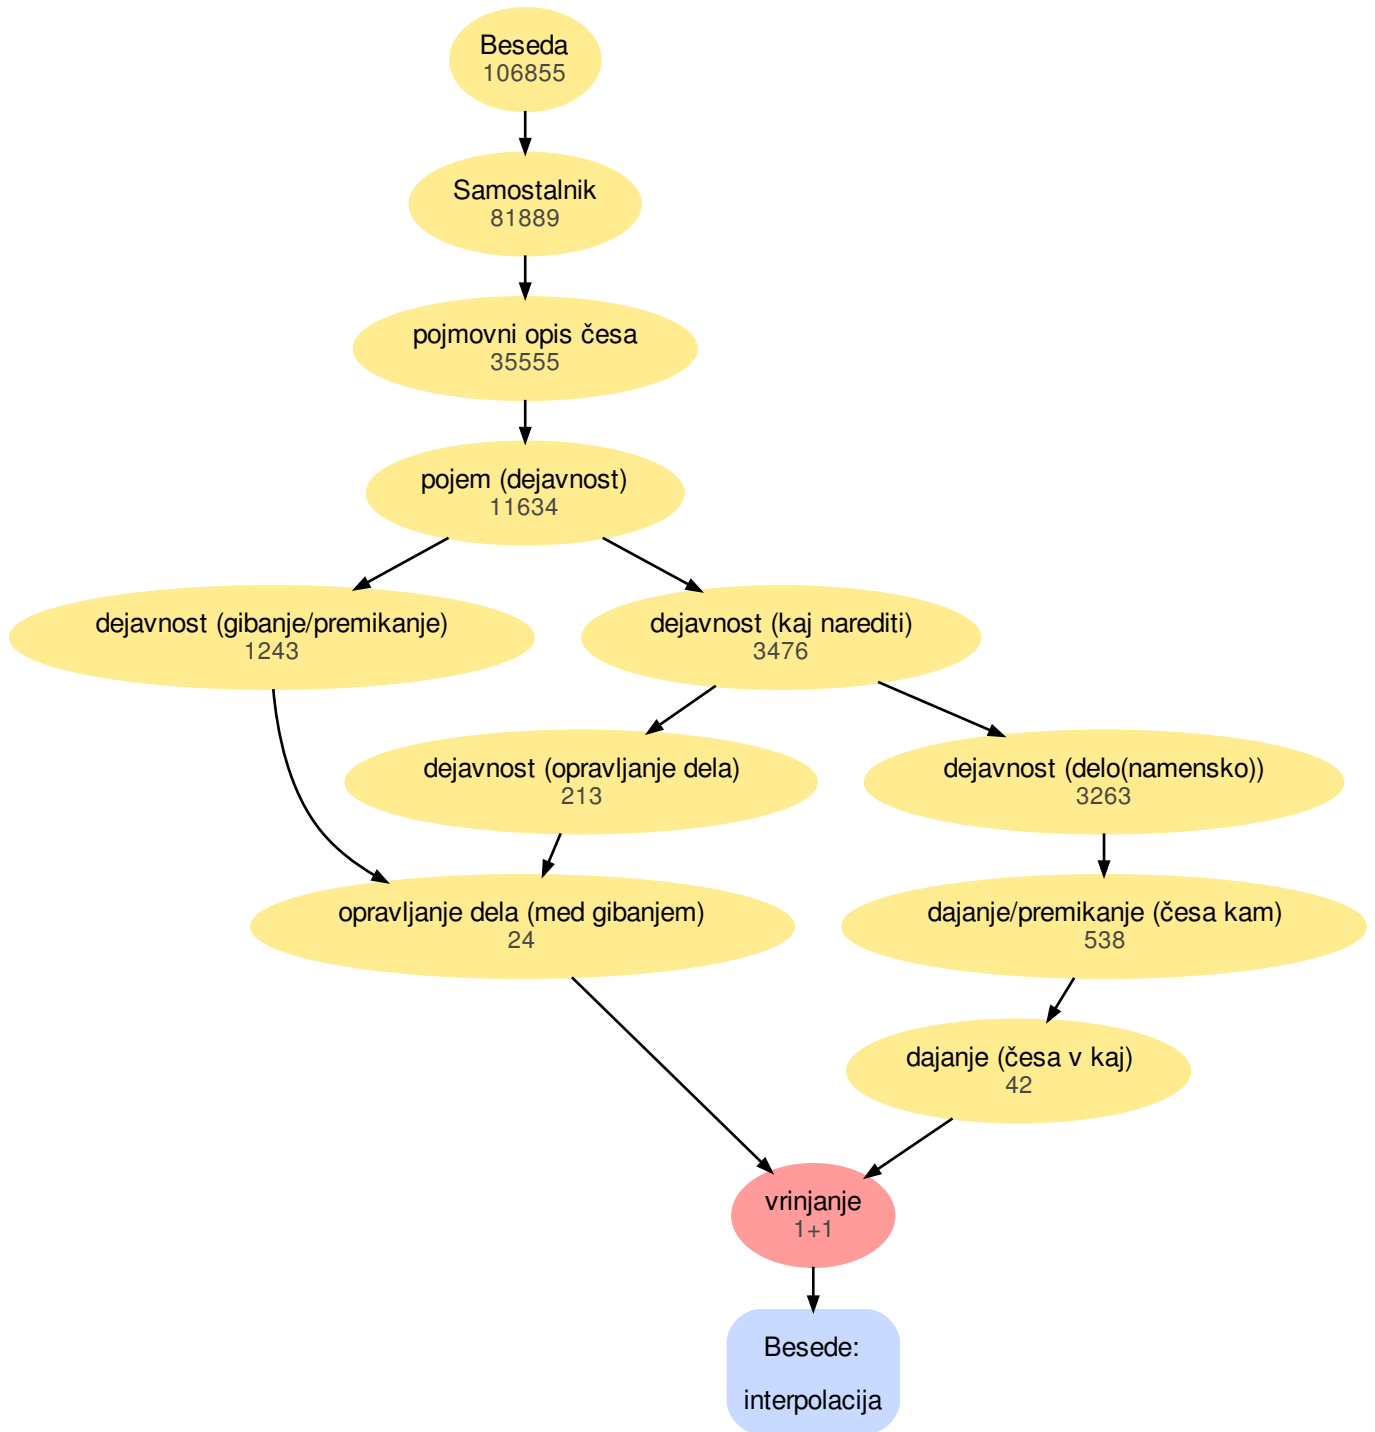 Beseda
106855
Samostalnik
81889
pojmovni opis česa
35555
pojem (dejavnost)
11634
dejavnost (gibanje/premikanje)
1243
dejavnost (kaj narediti)
3476
dejavnost (opravljanje dela)
213
dejavnost (delo(namensko))
3263
opravljanje dela (med gibanjem)
24
dajanje/premikanje (česa kam)
538
dajanje (česa v kaj)
42
vrinjanje
1+1
Besede:
interpolacija